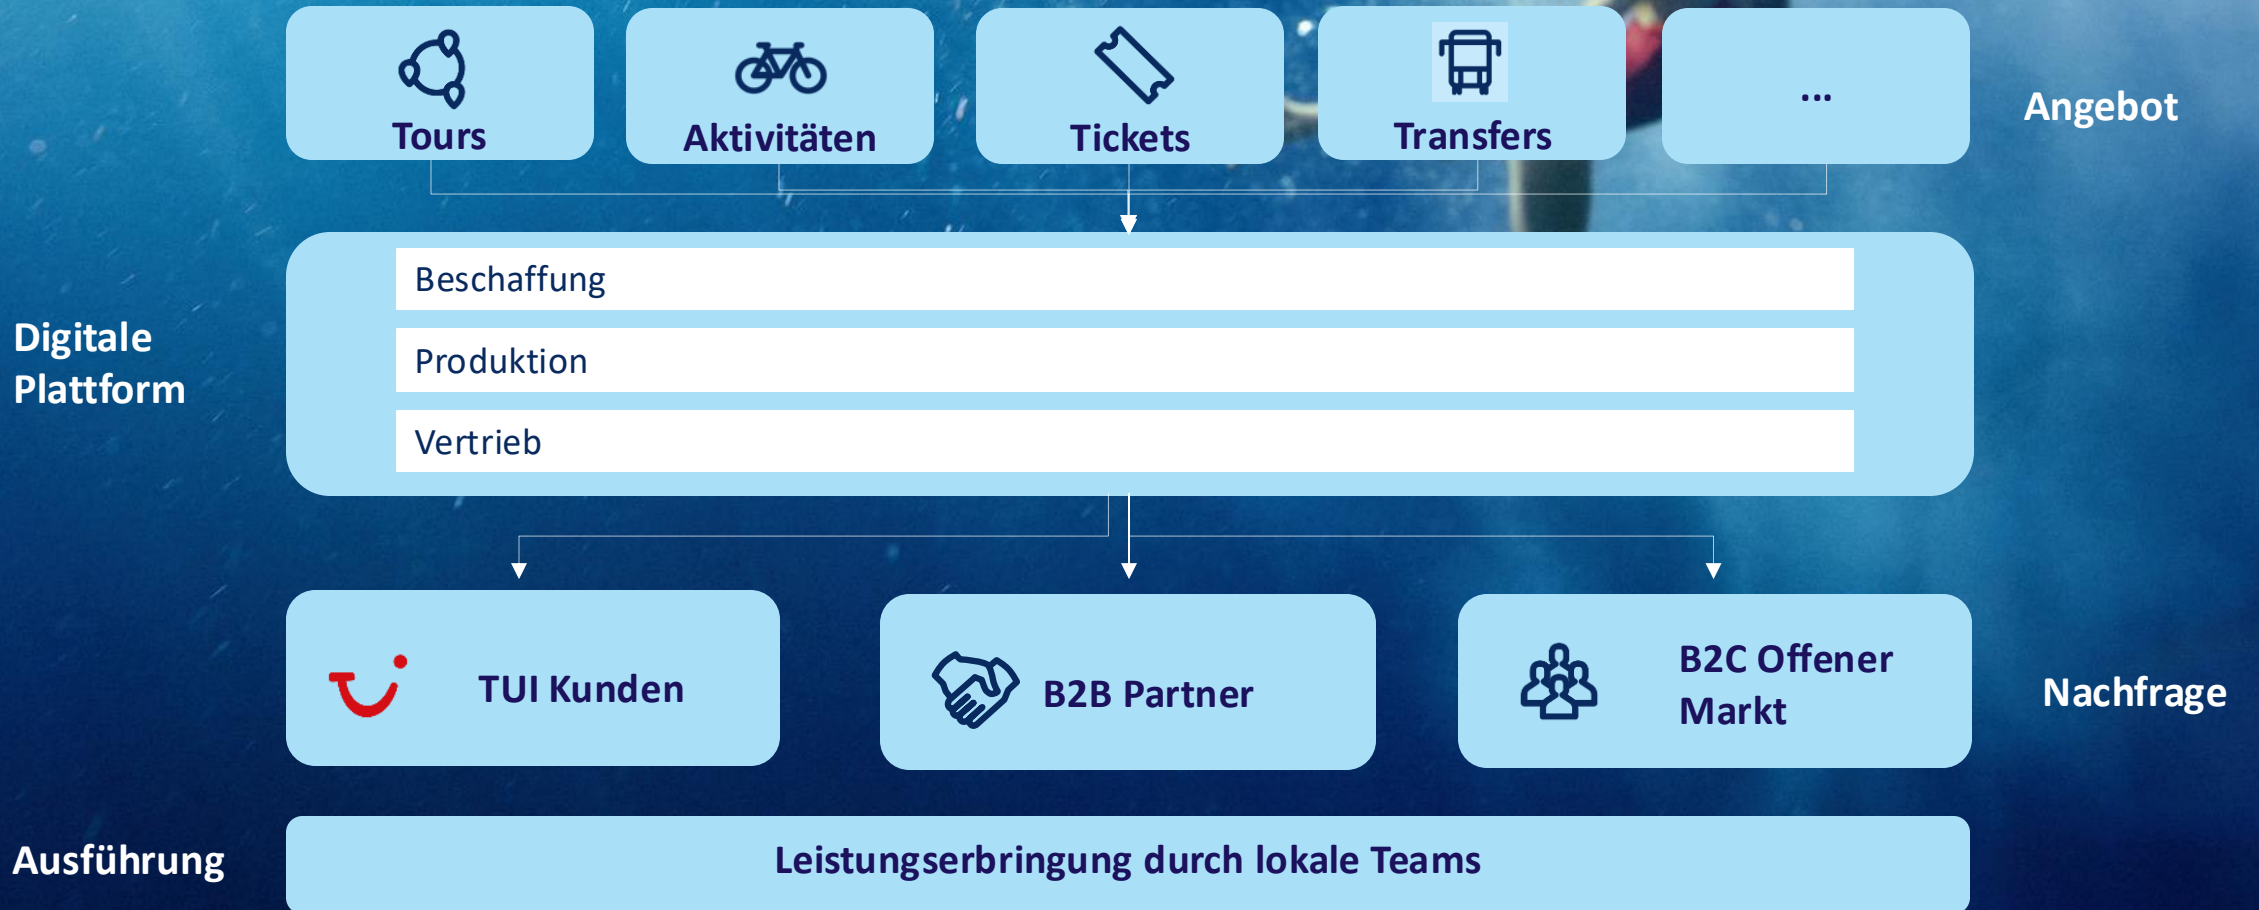 Tours
Aktivitäten
Tickets
Transfers
...
Angebot
Digitale
Plattform
Beschaffung
Produktion
Vertrieb
TUI Kunden
B2B Partner
B2C Offener
Markt
Nachfrage
Ausführung
Leistungserbringung durch lokale Teams